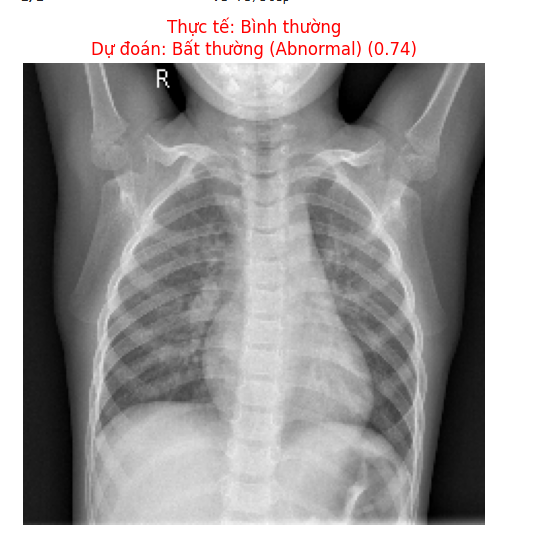 Thực tế: Bình thường
Dự đoán: Bất thường (Abnormal) (0.74)
R